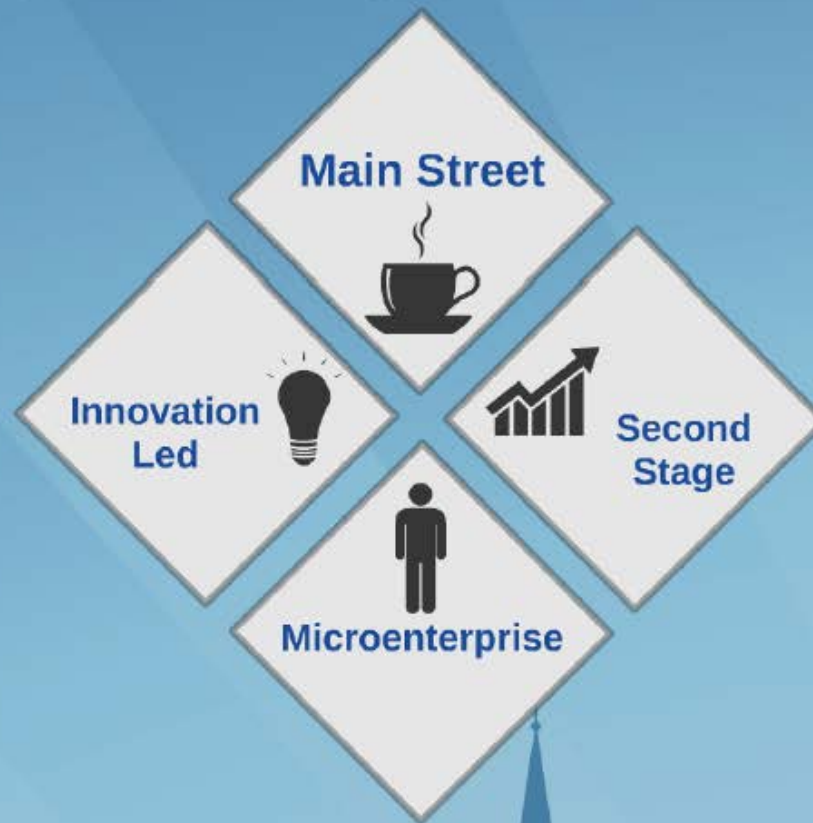 Main Street
Innovation
Led
Second
Stage
Microenterprise